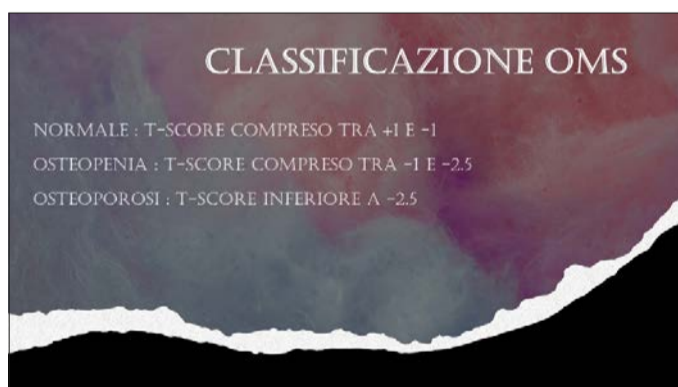 CLASSIFICAZIONE OMS
NORMALE : T-SCORE COMPRESO TRA +1 E -1
OSTEOPENIA : T-SCORE COMPRESO TRA -1 E -2.5
OSTEOPOROSI : T-SCORE INFERIORE A -2.5